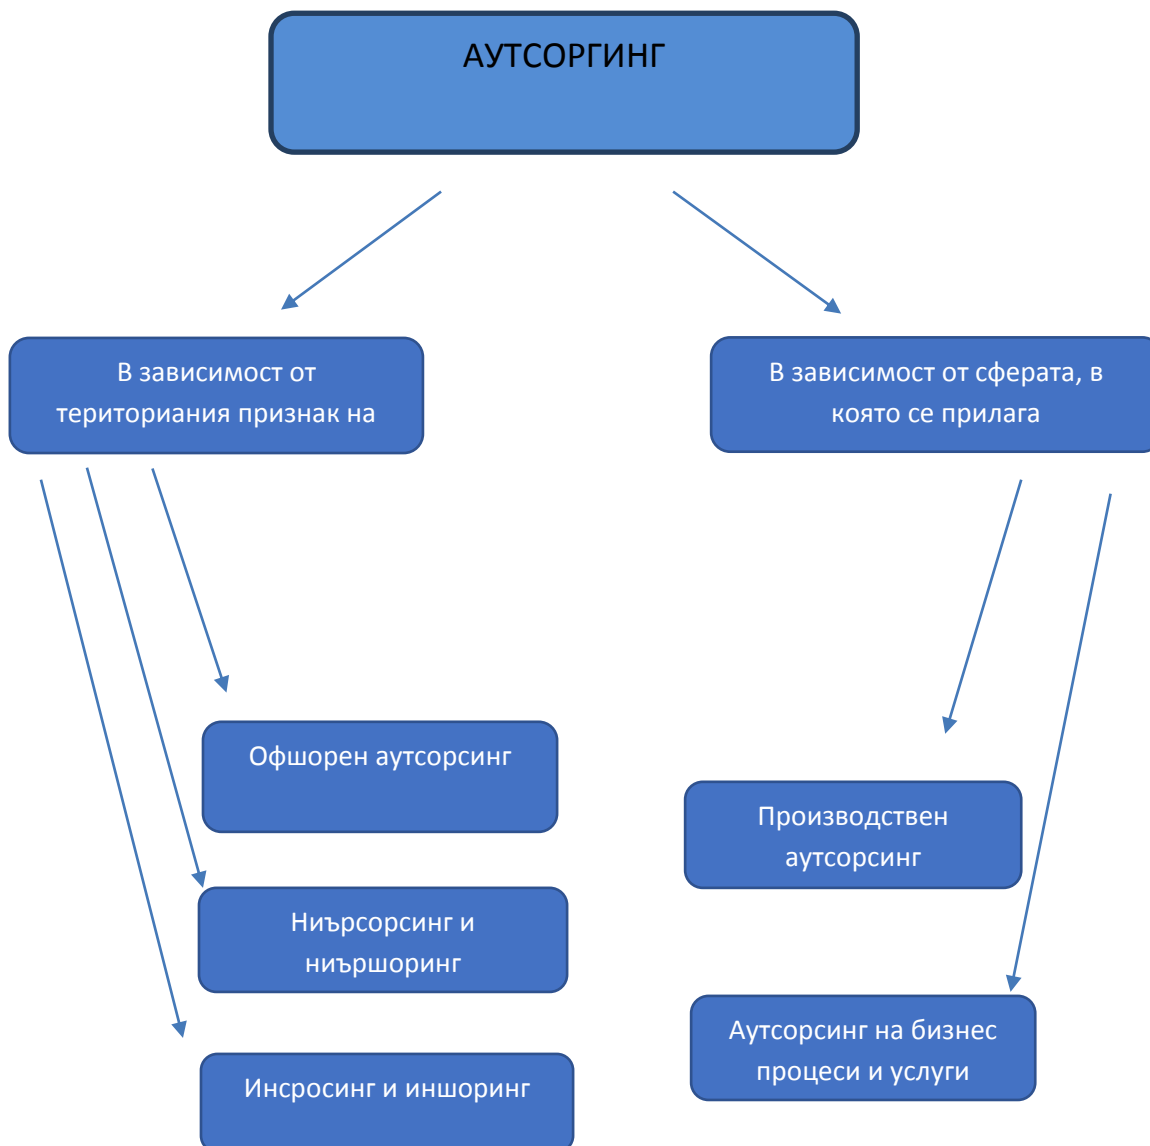 АУТСОРГИНГ
В зависимост от
териториания признак на
В зависимост от сферата, в
която се прилага
Офшорен аутсорсинг
Производствен
аутсорсинг
Ниърсорсинг и
ниършоринг
Аутсорсинг на бизнес
процеси и услуги
Инсросинг и иншоринг